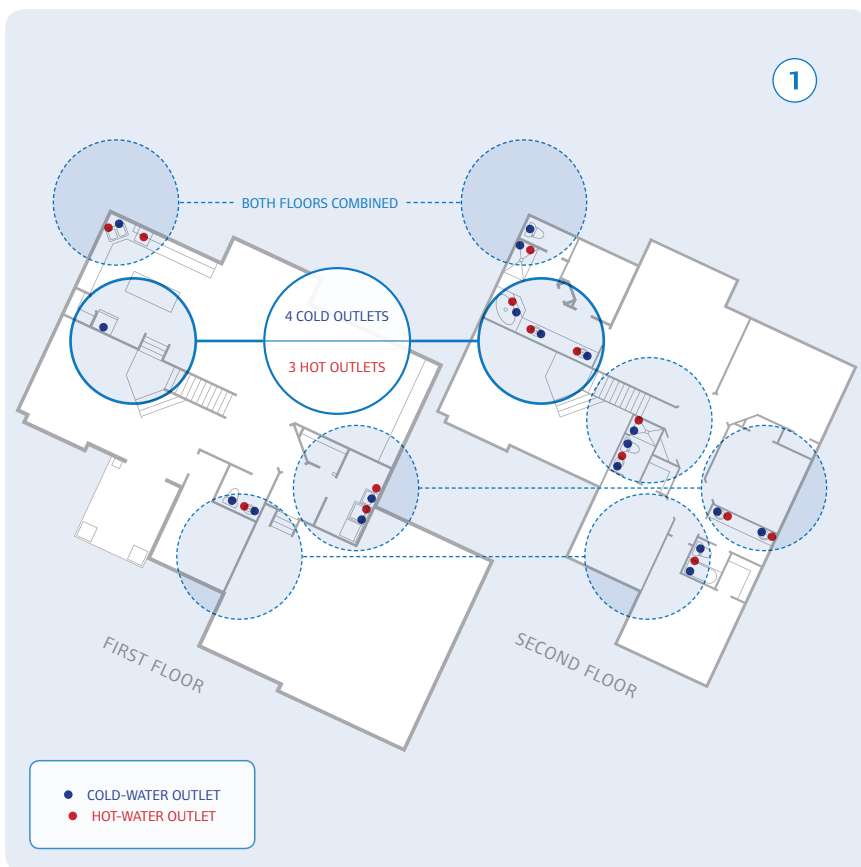 1
BOTH FLOORS COMBINED
4 COLD OUTLETS
3 HOT OUTLETS
FIRST FLOOR
SECOND FLOOR
COLD-WATER OUTLET
HOT-WATER OUTLET